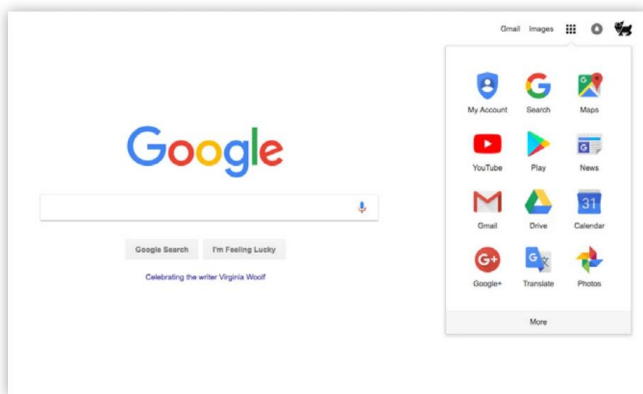 Gmail Images
My Account Search Maps
Google
YouTube Play News
G
Gmail Drive Calendar
31
Google Search I'm Feeling Lucky
Celebrating the writer Virginia Woolf
G+ G
Google+ Translate Photos
More